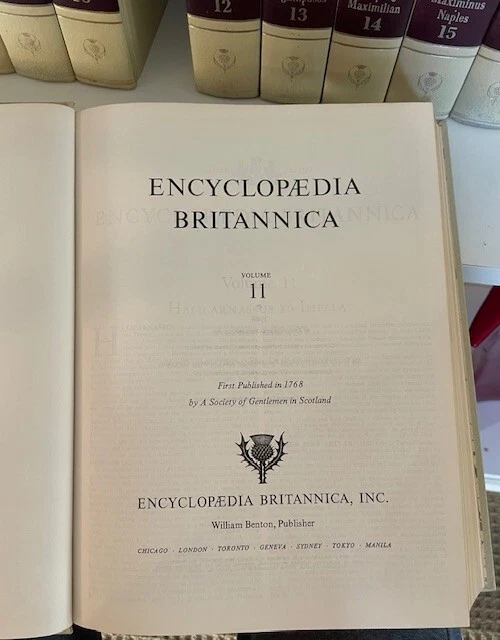 12
13
Maximilian
14
Maximinus
Naples
15
ENCYCLOPÆDIA
BRITANNICA
VOLUME
11
First Published in 1768
by A Society of Gentlemen in Scotland
ENCYCLOPÆDIA BRITANNICA, INC.
William Benton, Publisher
CHICAGO · LONDON · TORONTO · GENEVA · SYDNEY · TOKYO · MANILA